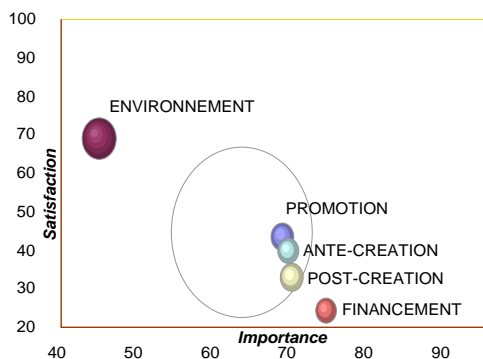 100
90
80
ENVIRONNEMENT
70
60
Satisfaction
50
PROMOTION
40
ANTE-CREATION
POST-CREATION
30
FINANCEMENT
20
Importance
40 50 60 70 80 90